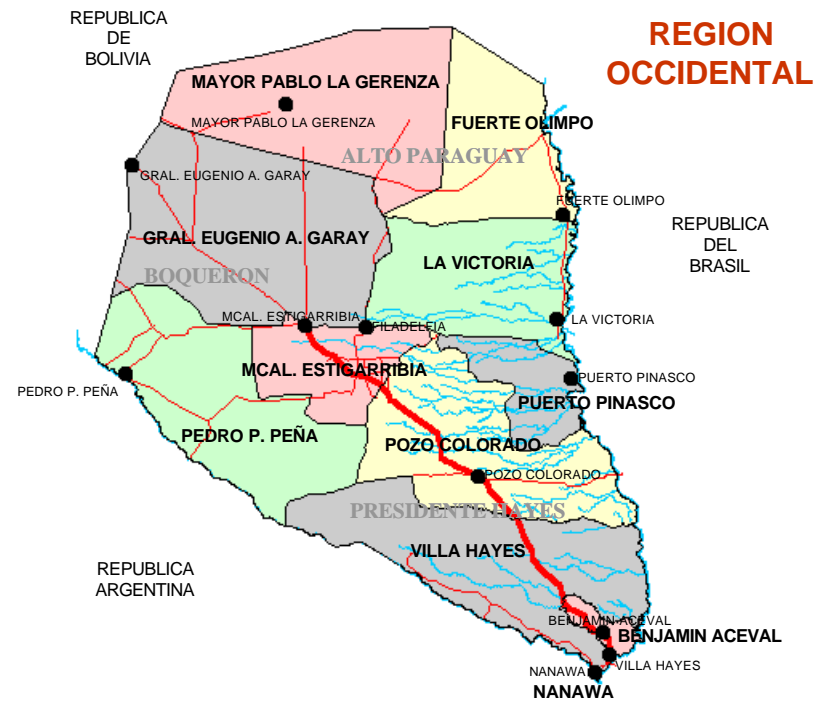 REPUBLICA
DE
BOLIVIA
REGION
OCCIDENTAL
MAYOR PABLO LA GERENZA
MAYOR PABLO LA GERENZA
FUERTE OLIMPO
ALTO PARAGUAY
GRAL. EUGENIO A. GARAY
FUERTE OLIMPO
REPUBLICA
DEL
BRASIL
GRAL. EUGENIO A. GARAY
LA VICTORIA
BOQUERON
MCAL. ESTIGARRIBIA
FILADELFIA
LA VICTORIA
MCAL. ESTIGARRIBIA
PUERTO PINASCO
PEDRO P. PEÑA
PUERTO PINASCO
PEDRO P. PEÑA
POZO COLORADO
POZO COLORADO
PRESIDENTE HAYES
VILLA HAYES
REPUBLICA
ARGENTINA
BENJAMIN ACEVAL
BENJAMIN ACEVAL
VILLA HAYES
NANAWA
NANAWA